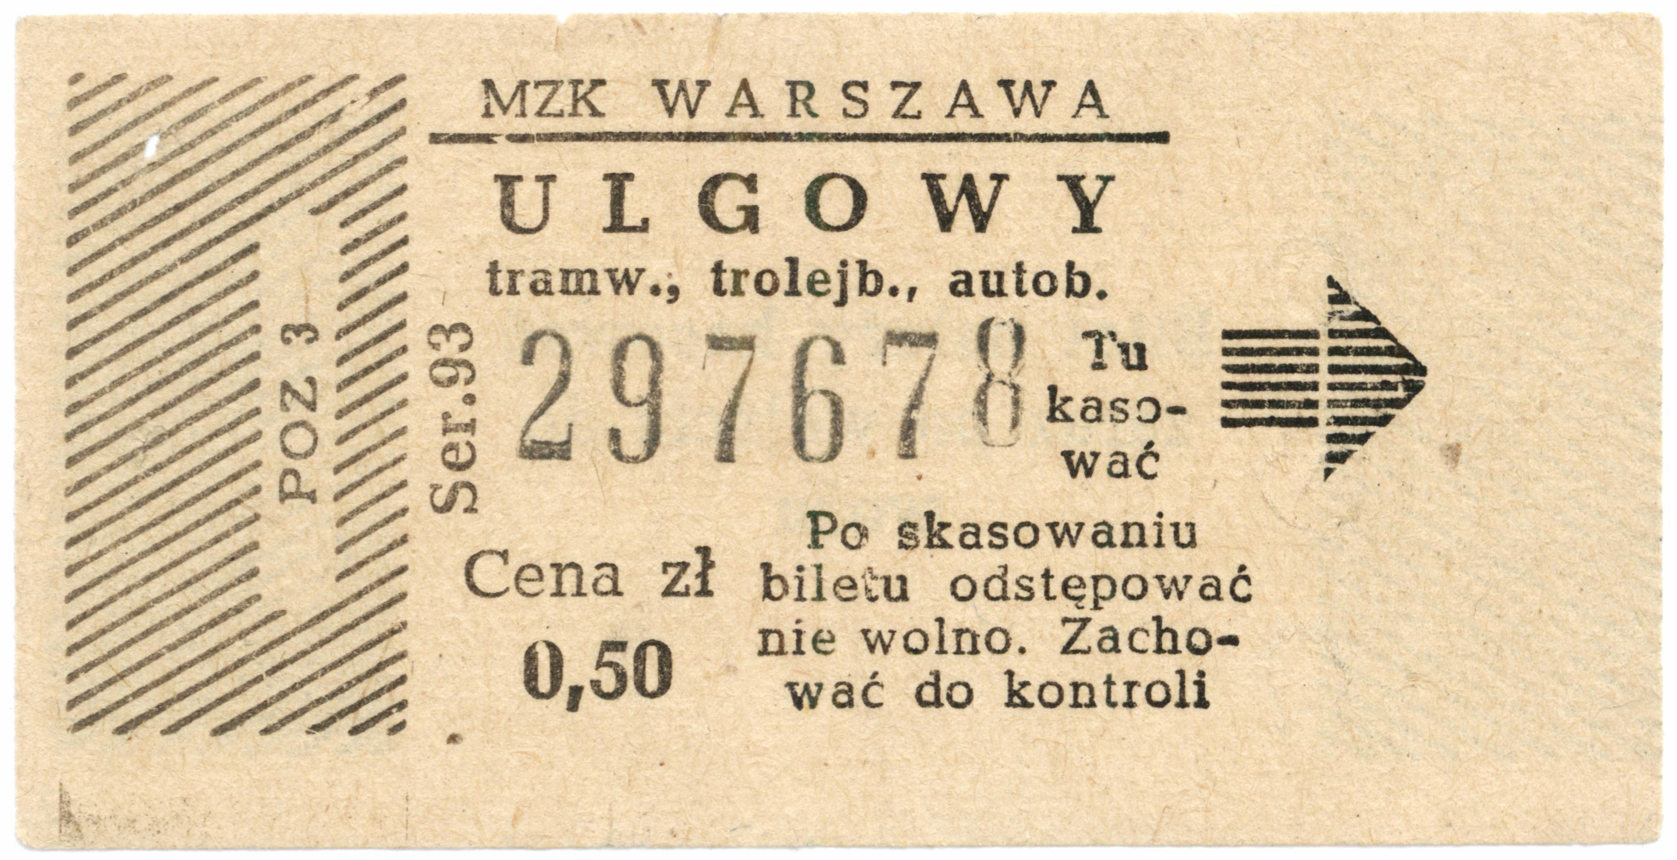 MZK WARSZAWA
ULGOWY
tramw., trolejb., autob.
POZ 3
Ser.93
297678
Tu
kaso-
wać
Cena zł
0,50
Po skasowaniu
biletu odstępować
nie wolno. Zacho-
wać do kontroli